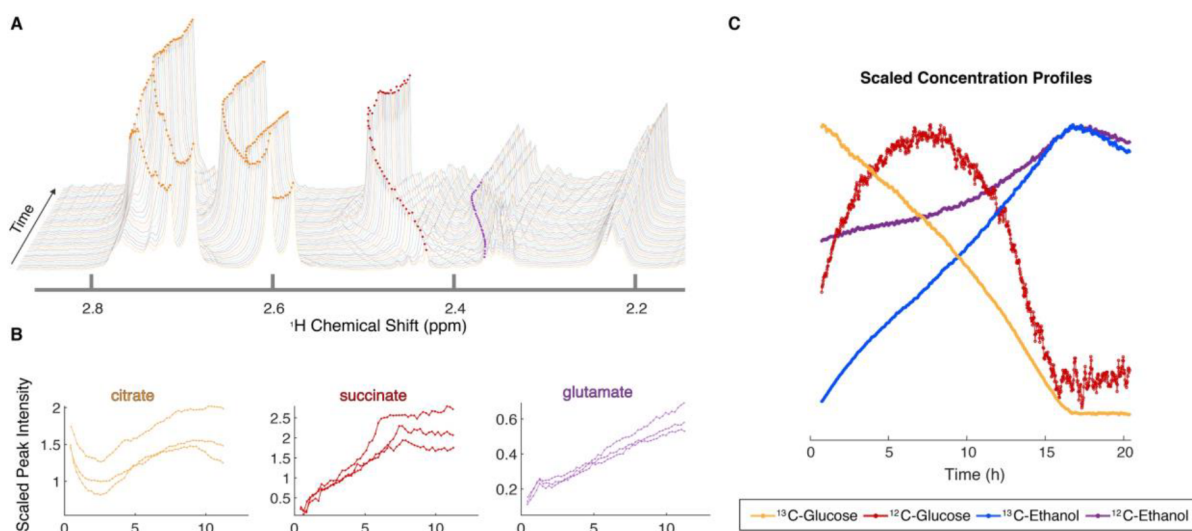 A
Time
2.8 2.6 2.4 2.2
¹H Chemical Shift (ppm)
B
Scaled Peak Intensity
citrate
2
1.5
1
0 5 10
succinate
2.5
2
1.5
1
0.5
0 5 10
glutamate
0.6
0.4
0.2
0 5 10
C
Scaled Concentration Profiles
0 5 10 15 20
Time (h)
¹³C-Glucose ¹²C-Glucose ¹³C-Ethanol ¹²C-Ethanol